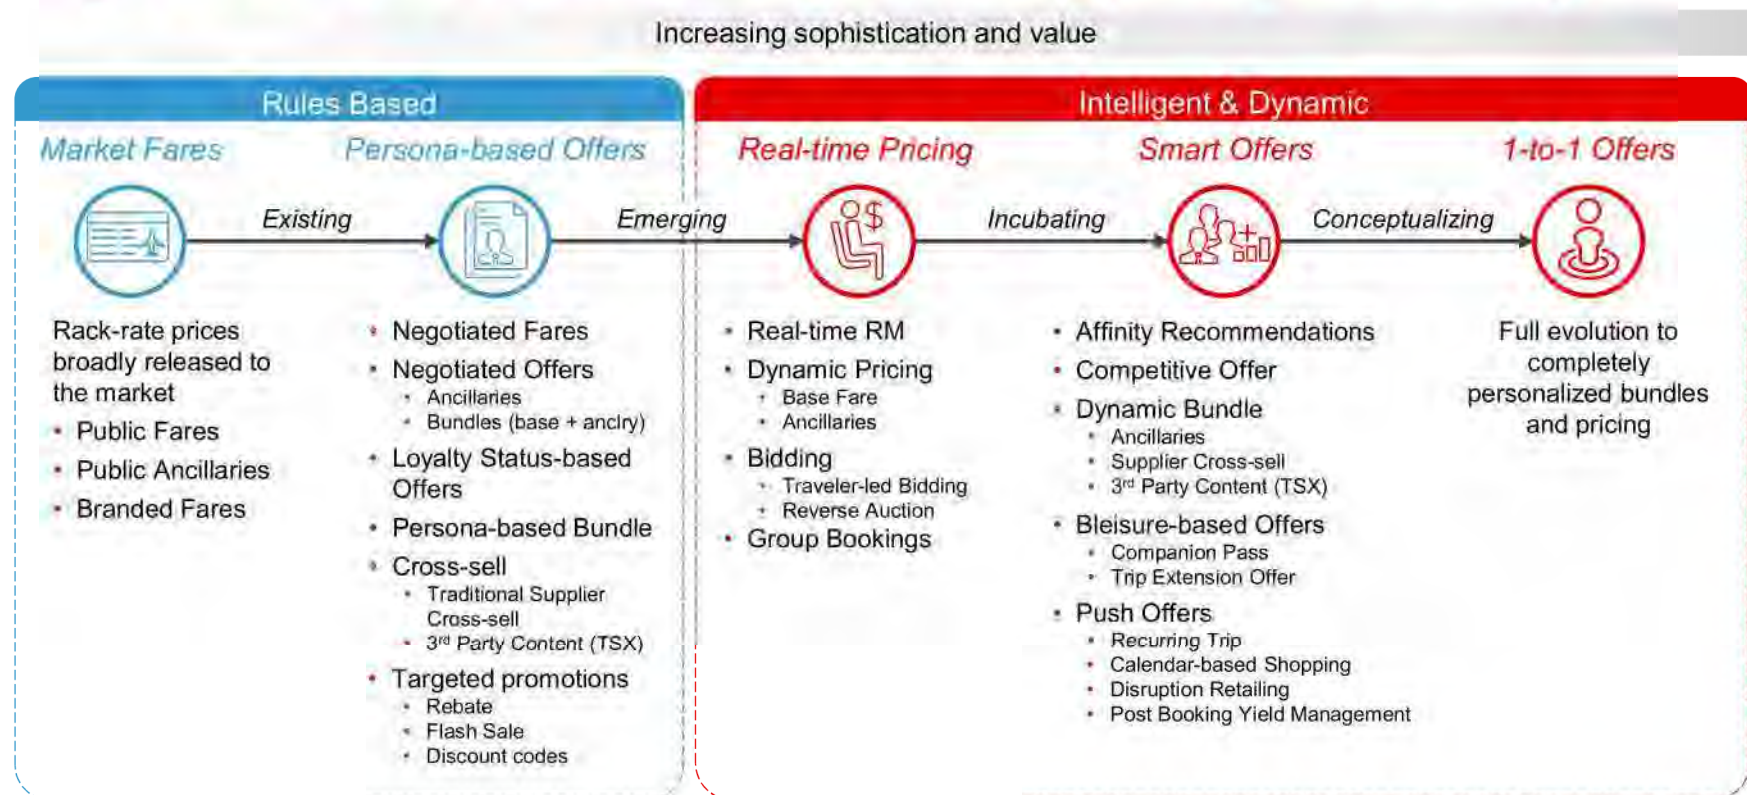 Increasing sophistication and value
Rules Based
Market Fares
Persona-based Offers
Existing
Emerging
Rack-rate prices
broadly released to
the market
• Public Fares
• Public Ancillaries
• Branded Fares
• Negotiated Fares
• Negotiated Offers
• Ancillaries
• Bundles (base + anclry)
• Loyalty Status-based
Offers
• Persona-based Bundle
• Cross-sell
• Traditional Supplier
Cross-sell
• 3rd Party Content (TSX)
• Targeted promotions
• Rebate
• Flash Sale
• Discount codes
Intelligent & Dynamic
Real-time Pricing
Smart Offers
1-to-1 Offers
$
Incubating
Conceptualizing
• Real-time RM
• Dynamic Pricing
• Base Fare
• Ancillaries
• Bidding
• Traveler-led Bidding
• Reverse Auction
• Group Bookings
• Affinity Recommendations
• Competitive Offer
• Dynamic Bundle
• Ancillaries
• Supplier Cross-sell
• 3rd Party Content (TSX)
• Bleisure-based Offers
• Companion Pass
• Trip Extension Offer
• Push Offers
• Recurring Trip
• Calendar-based Shopping
• Disruption Retailing
• Post Booking Yield Management
Full evolution to
completely
personalized bundles
and pricing